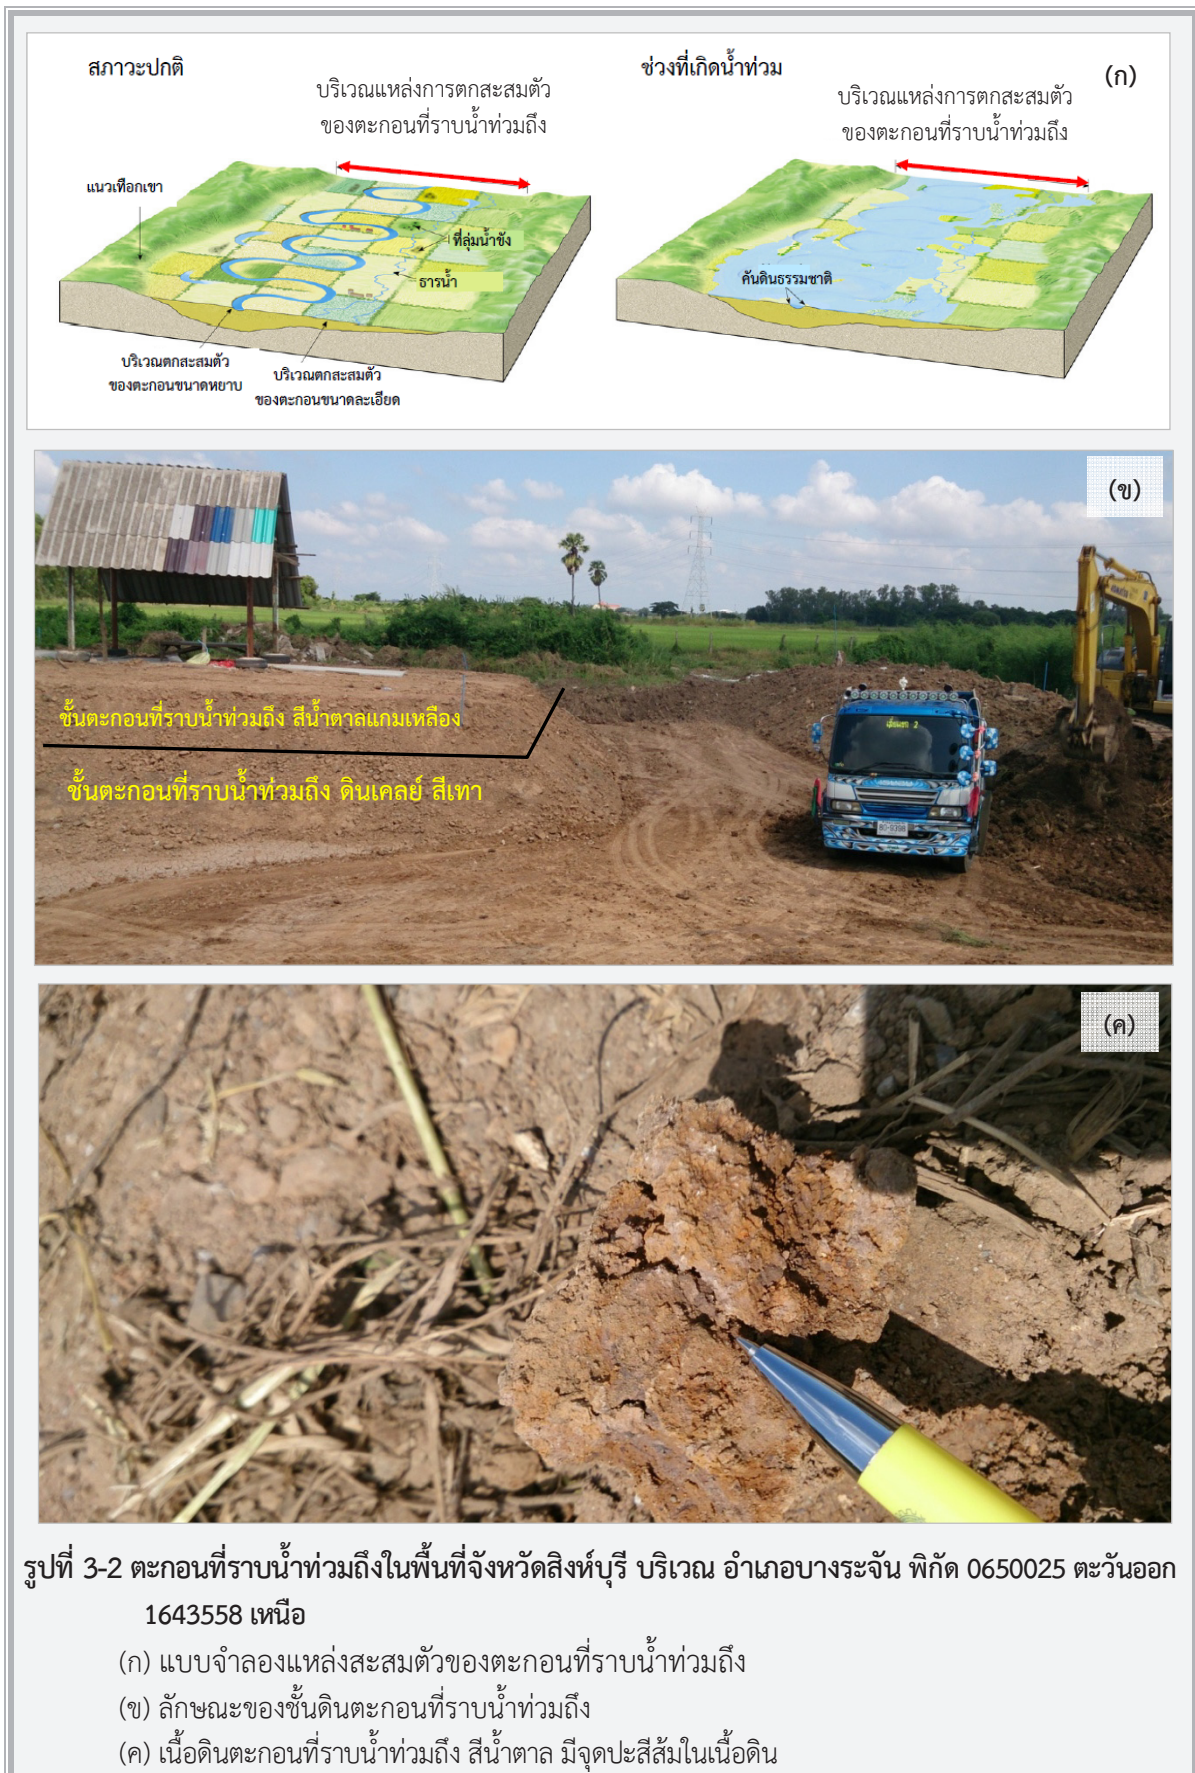 สภาวะปกติ
บริเวณแหล่งการตกสะสมตัว
ของตะกอนที่ราบน้ำท่วมถึง
แนวเทือกเขา
ที่ลุ่มน้ำขัง
ธารน้ำ
บริเวณตกสะสมตัว
ของตะกอนขนาดหยาบ
บริเวณตกสะสมตัว
ของตะกอนขนาดละเอียด
ช่วงที่เกิดน้ำท่วม
(ก)
บริเวณแหล่งการตกสะสมตัว
ของตะกอนที่ราบน้ำท่วมถึง
คันดินธรรมชาติ
(ข)
ชั้นตะกอนที่ราบน้ำท่วมถึง สีน้ำตาลแกมเหลือง
ชั้นตะกอนที่ราบน้ำท่วมถึง ดินเคลย์ สีเทา
(ค)
รูปที่ 3-2 ตะกอนที่ราบน้ำท่วมถึงในพื้นที่จังหวัดสิงห์บุรี บริเวณ อำเภอบางระจัน พิกัด 0650025 ตะวันออก
1643558 เหนือ
(ก) แบบจำลองแหล่งสะสมตัวของตะกอนที่ราบน้ำท่วมถึง
(ข) ลักษณะของชั้นดินตะกอนที่ราบน้ำท่วมถึง
(ค) เนื้อดินตะกอนที่ราบน้ำท่วมถึง สีน้ำตาล มีจุดปะสีส้มในเนื้อดิน